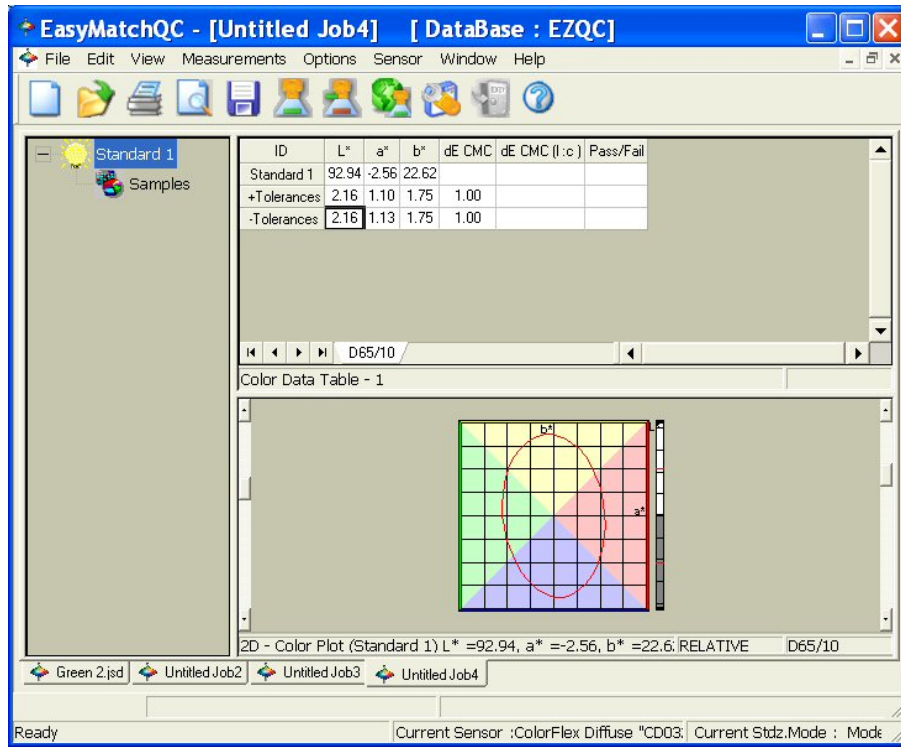 EasyMatchQC - [Untitled Job4] [ DataBase : EZQC]
File Edit View Measurements Options Sensor Window Help
Standard 1
Samples
ID L* a* b* dE CMC dE CMC (l:c) Pass/Fail
Standard 1 92.94 -2.56 22.62
+Tolerances 2.16 1.10 1.75 1.00
-Tolerances 2.16 1.13 1.75 1.00
D65/10
Color Data Table - 1
b*
a*
2D - Color Plot (Standard 1) L* =92.94, a* =-2.56, b* =22.6: RELATIVE D65/10
Green 2.jsd Untitled Job2 Untitled Job3 Untitled Job4
Ready Current Sensor :ColorFlex Diffuse "CD03: Current Stdz.Mode : Mode